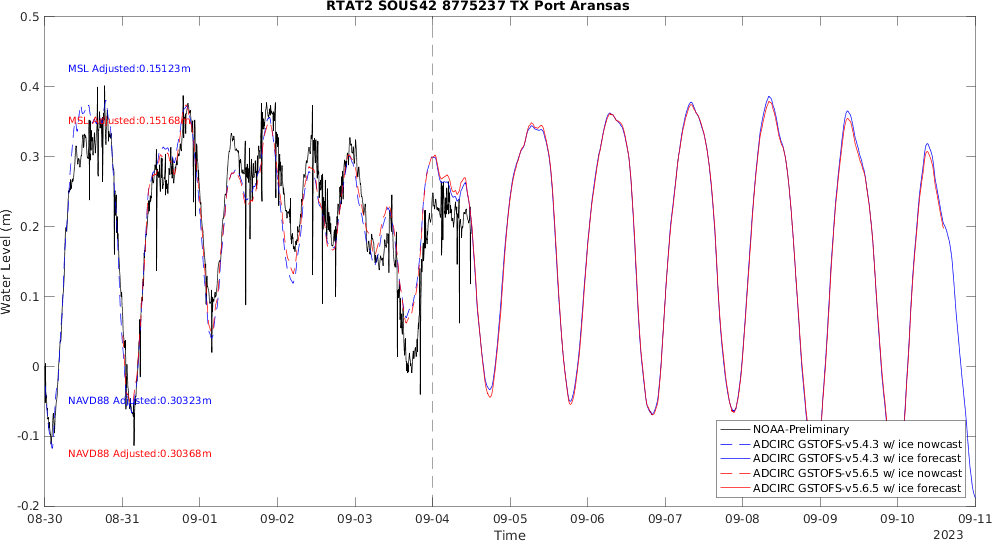 RTAT2 SOUS42 8775237 TX Port Aransas
0.5
0.4
0.3
0.2
0.1
0
-0.1
-0.2
Water Level (m)
MSL Adjusted:0.15123m
MSL Adjusted:0.15168m
NAVD88 Adjusted:0.30323m
NAVD88 Adjusted:0.30368m
NOAA-Preliminary
ADCIRC GSTOFS-v5.4.3 w/ ice nowcast
ADCIRC GSTOFS-v5.4.3 w/ ice forecast
ADCIRC GSTOFS-v5.6.5 w/ ice nowcast
ADCIRC GSTOFS-v5.6.5 w/ ice forecast
08-30 08-31 09-01 09-02 09-03 09-04 09-05 09-06 09-07 09-08 09-09 09-10 09-11
Time
2023